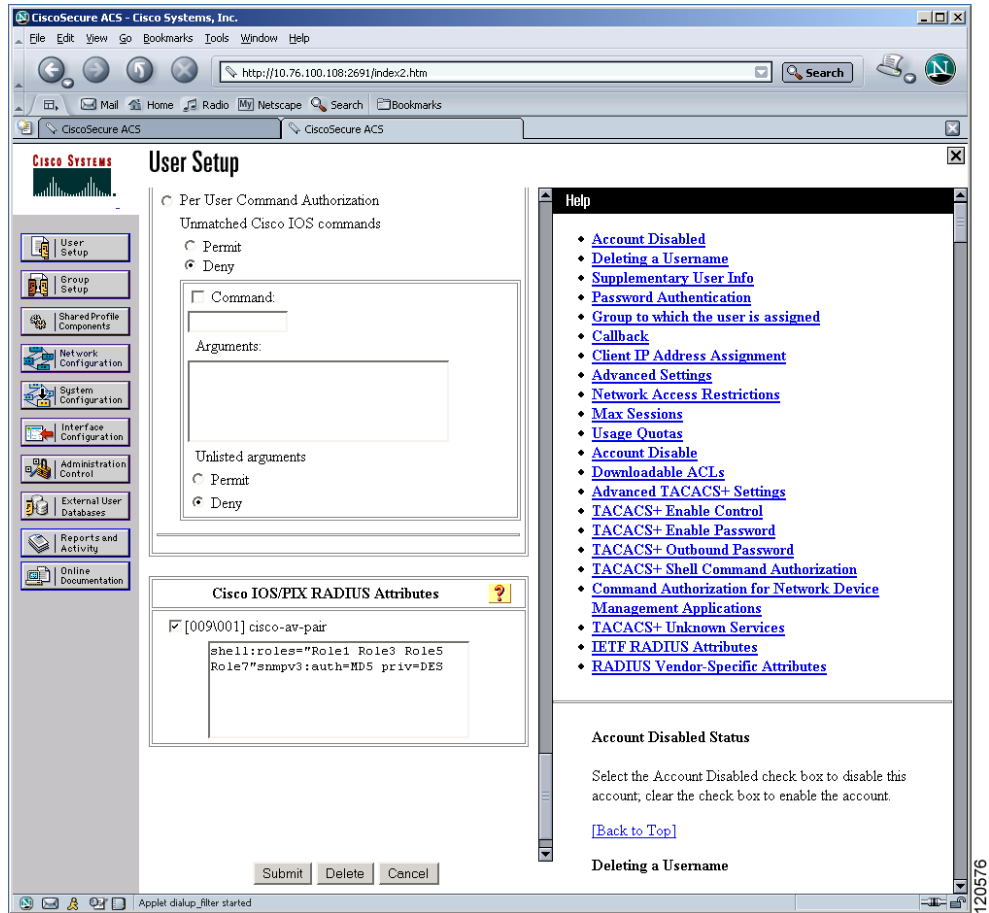 CiscoSecure ACS - Cisco Systems, Inc.
File Edit View Go Bookmarks Tools Window Help
http://10.76.100.108:2691/index2.htm
Search
N
Mail Home Radio My Netscape Search Bookmarks
CiscoSecure ACS
CiscoSecure ACS
CISCO SYSTEMS
User Setup
User
Setup
Group
Setup
Shared Profile
Components
Network
Configuration
System
Configuration
Interface
Configuration
Administration
Control
External User
Databases
Reports and
Activity
Online
Documentation
Per User Command Authorization
Unmatched Cisco IOS commands
Permit
Deny
Command:
Arguments:
Unlisted arguments
Permit
Deny
Cisco IOS/PIX RADIUS Attributes
?
[009\001] cisco-av-pair
shell:roles="Role1 Role3 Role5
Role7"snmpv3:auth=MD5 priv=DES
Submit Delete Cancel
Help
Account Disabled
Deleting a Username
Supplementary User Info
Password Authentication
Group to which the user is assigned
Callback
Client IP Address Assignment
Advanced Settings
Network Access Restrictions
Max Sessions
Usage Quotas
Account Disable
Downloadable ACLs
Advanced TACACS+ Settings
TACACS+ Enable Control
TACACS+ Enable Password
TACACS+ Outbound Password
TACACS+ Shell Command Authorization
Command Authorization for Network Device
Management Applications
TACACS+ Unknown Services
IETF RADIUS Attributes
RADIUS Vendor-Specific Attributes
Account Disabled Status
Select the Account Disabled check box to disable this
account; clear the check box to enable the account.
[Back to Top]
Deleting a Username
Applet dialup_filter started
120576